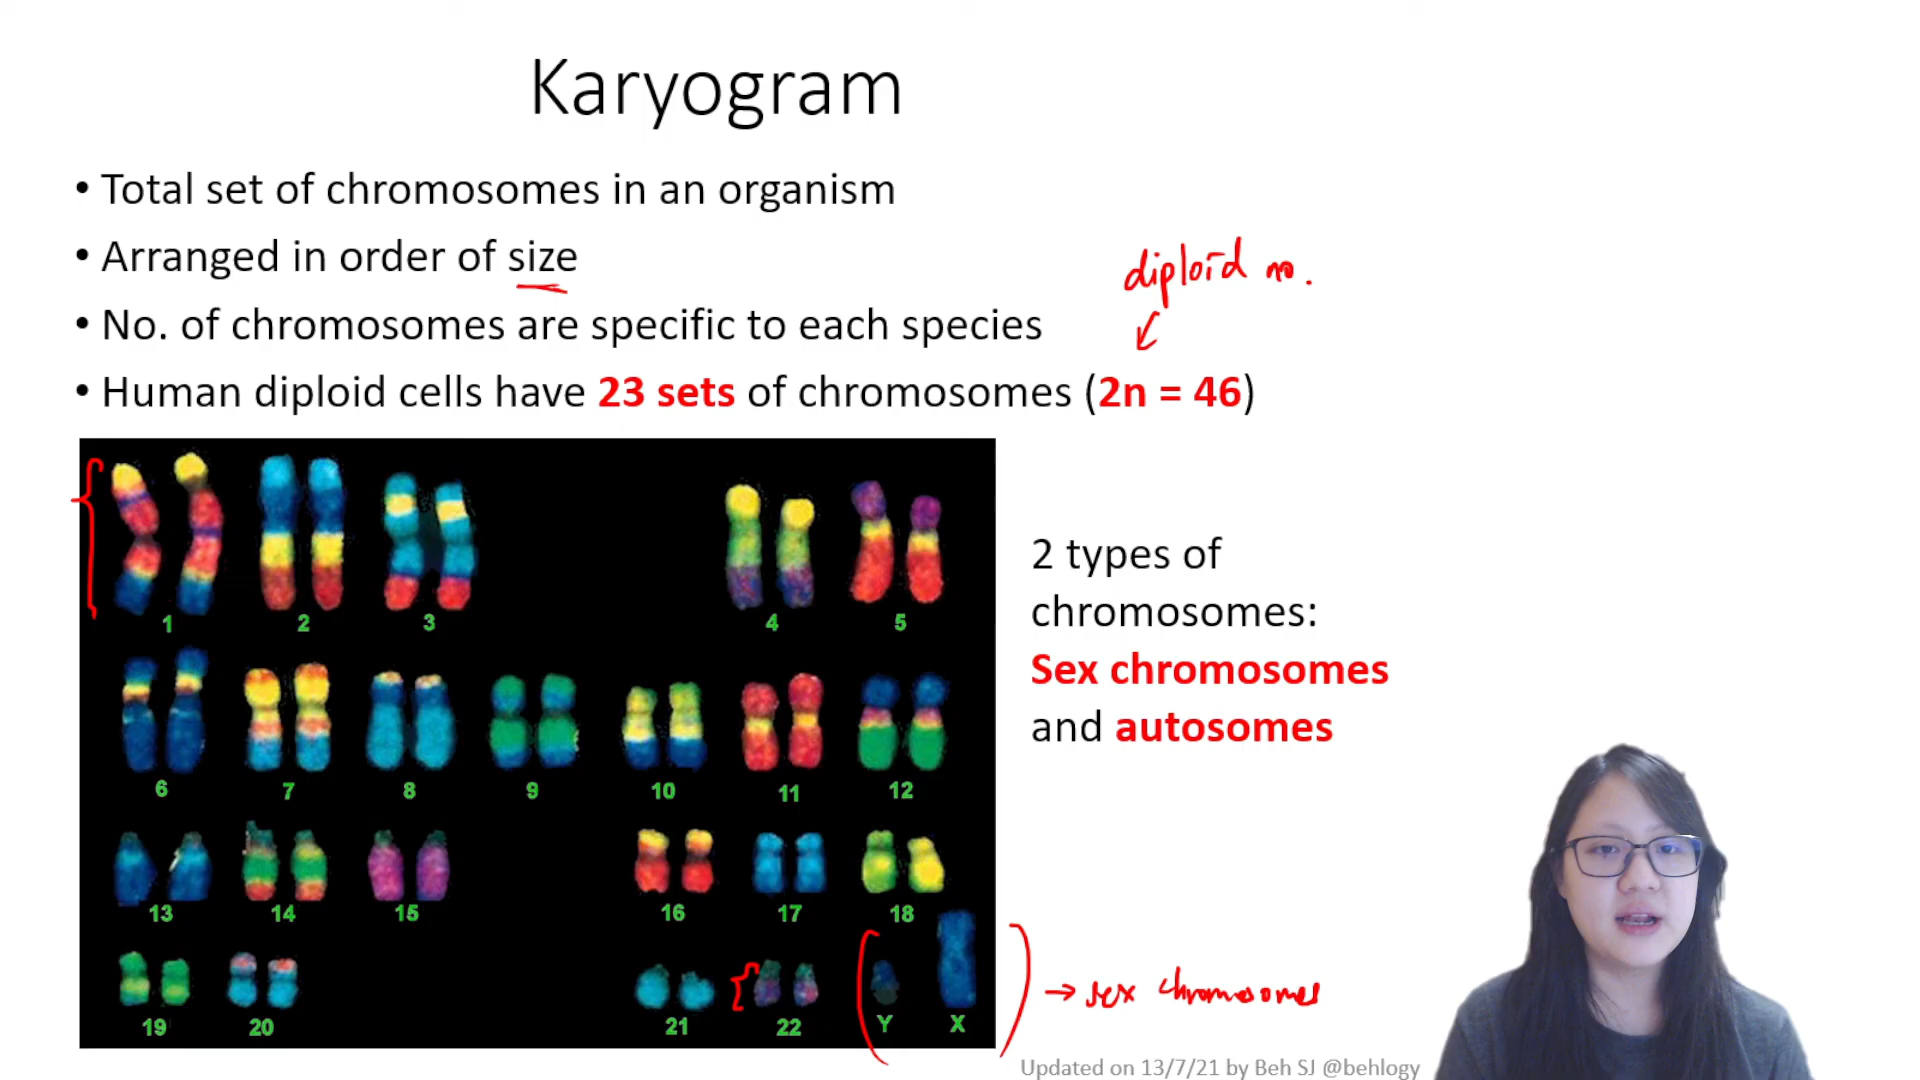 Karyogram
• Total set of chromosomes in an organism
• Arranged in order of size
diploid no.
• No. of chromosomes are specific to each species
• Human diploid cells have 23 sets of chromosomes (2n = 46)
1 2 3 4 5
2 types of
chromosomes:
Sex chromosomes
and autosomes
6 7 8 9 10 11 12
13 14 15 16 17 18
→ sex chromosomes
19 20 21 22 Y X
Updated on 13/7/21 by Beh SJ @behlogy